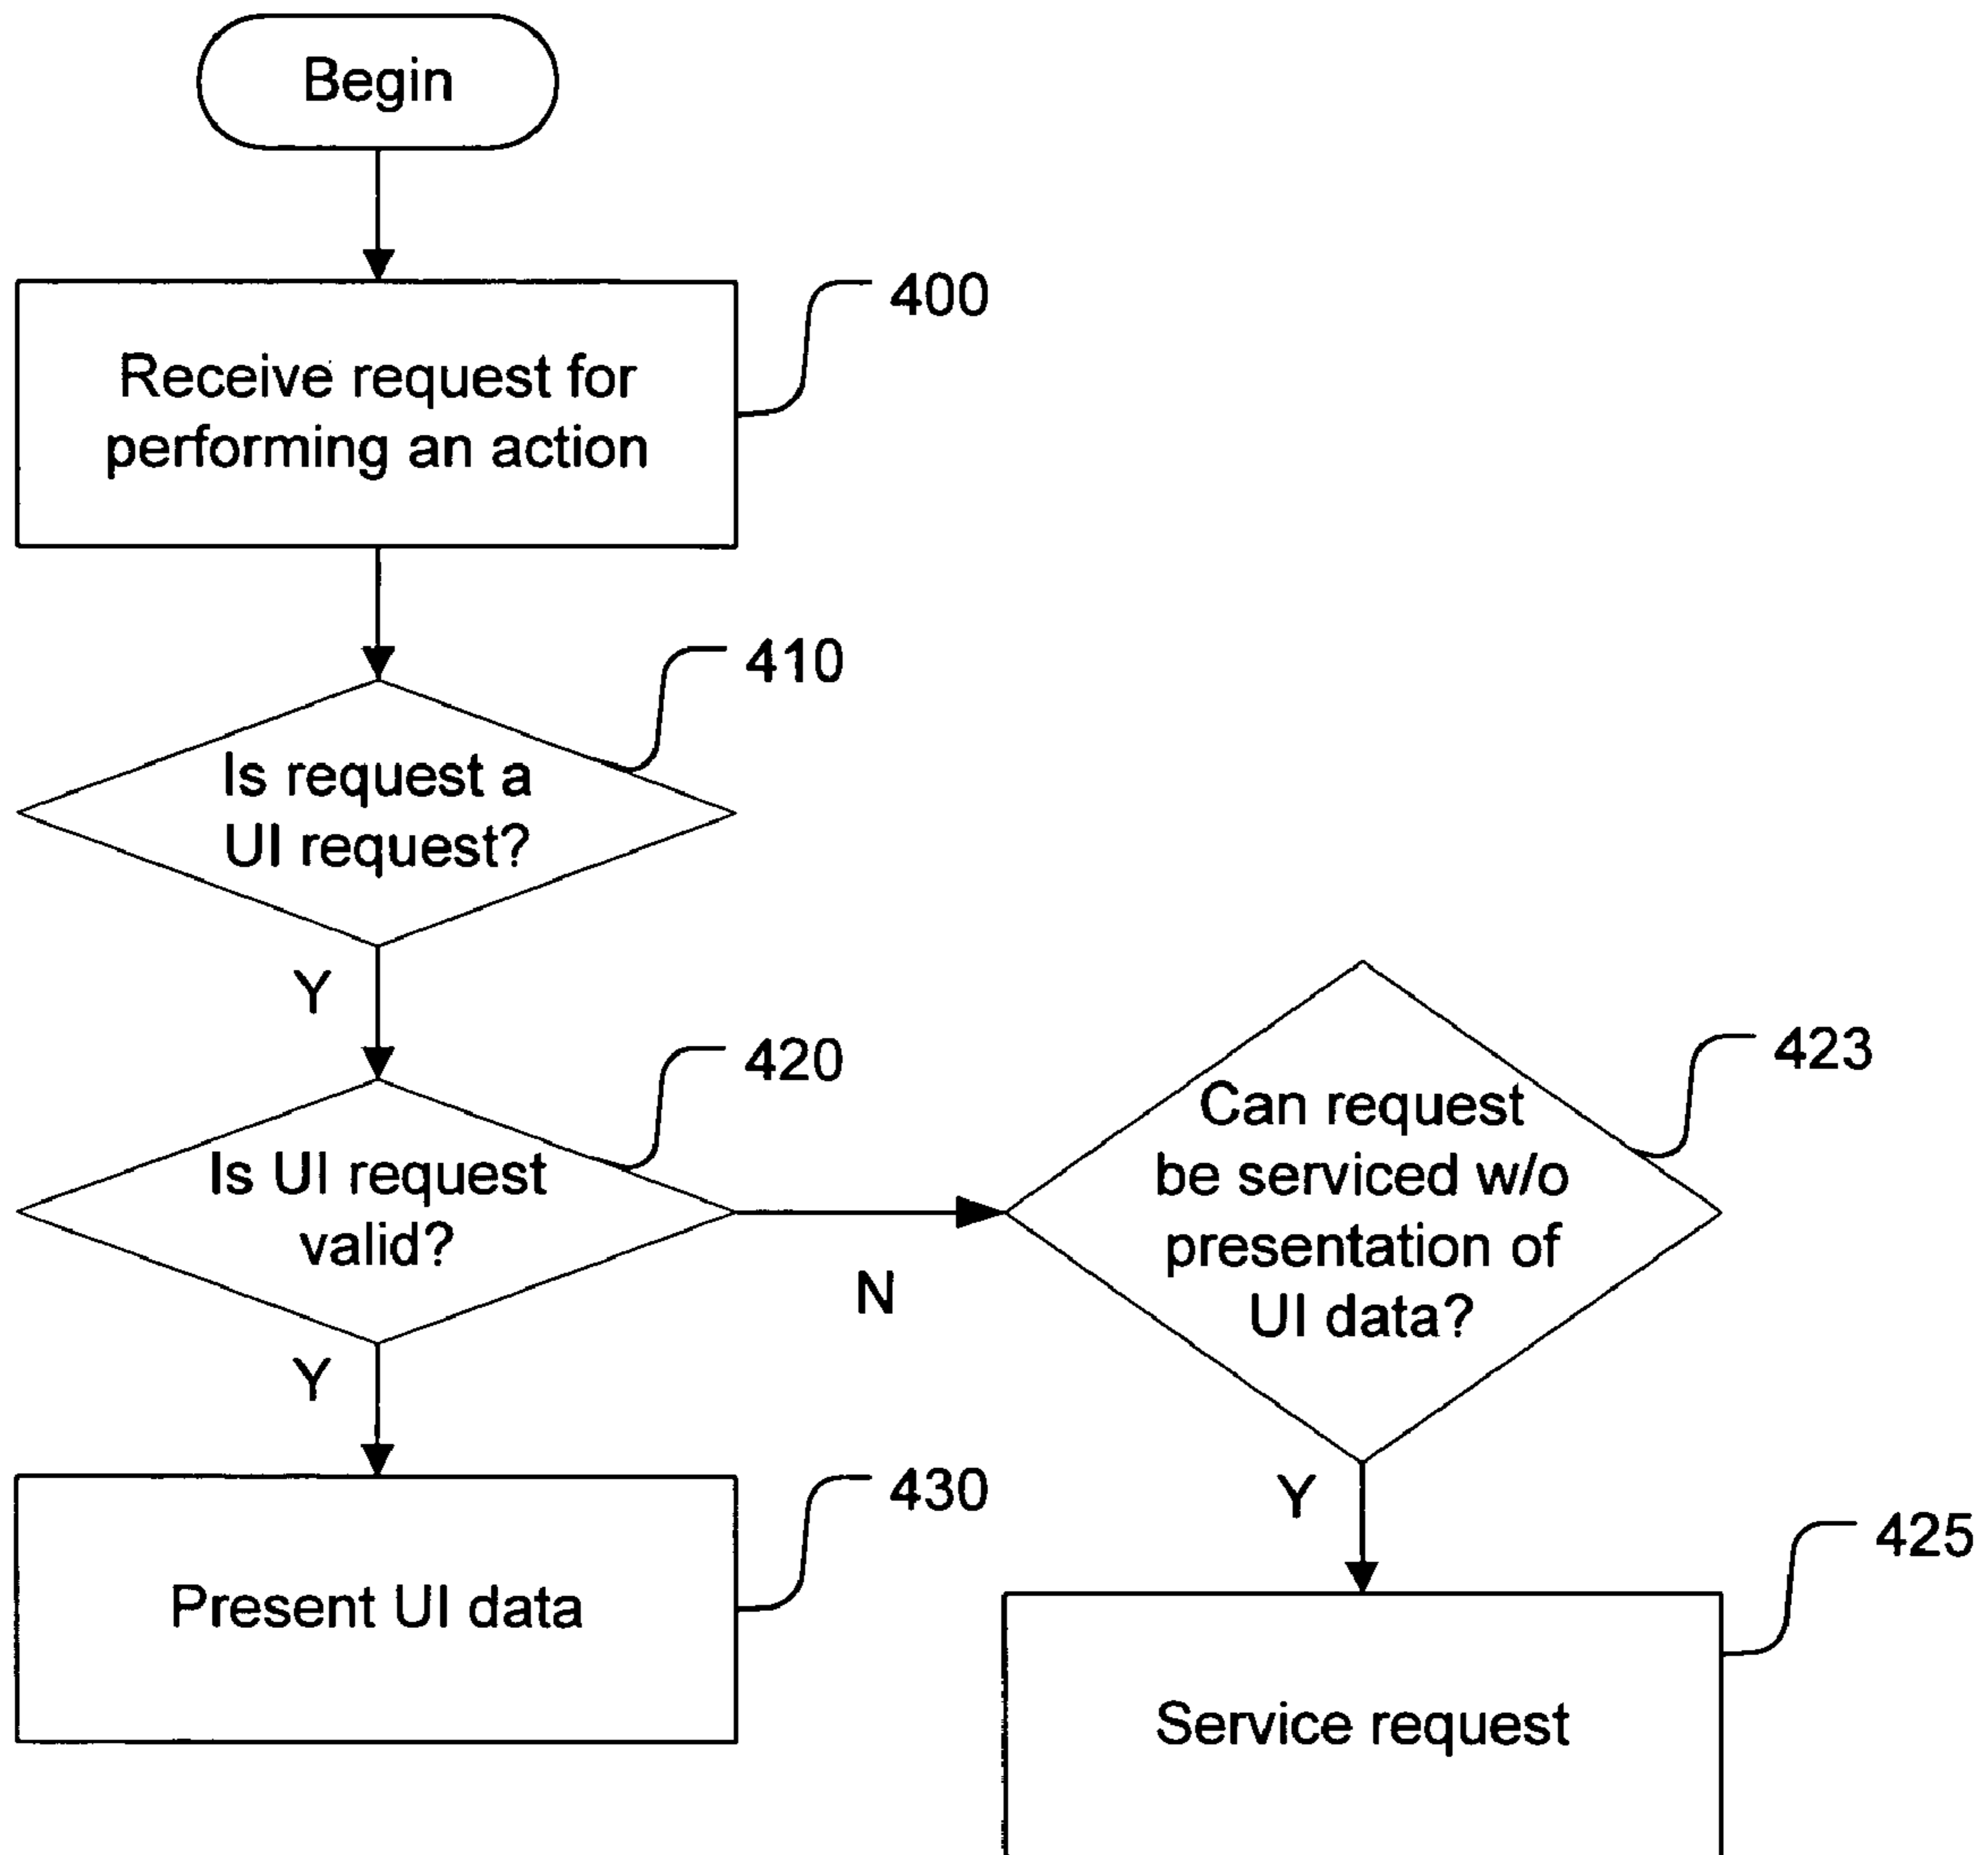 Begin
400
Receive request for
performing an action
410
Is request a
UI request?
Y
420
Is UI request
valid?
N
423
Can request
be serviced w/o
presentation of
UI data?
Y
430
Present UI data
Y
425
Service request